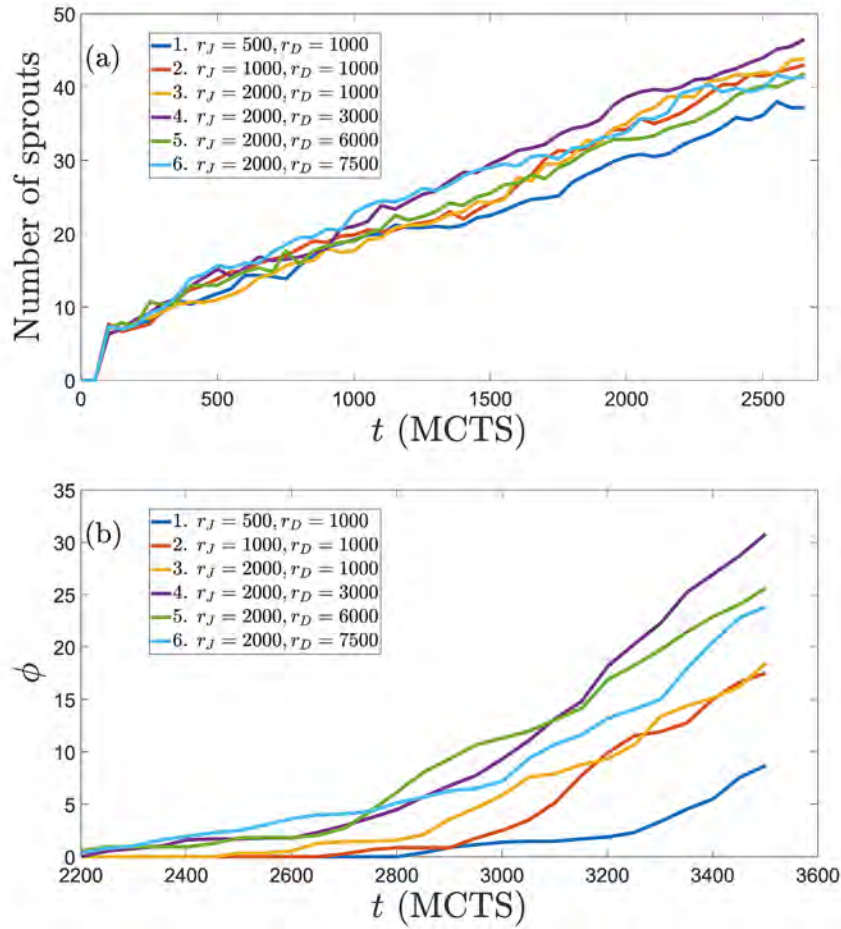 50
40
30
20
10
0
Number of sprouts
(a)
1. r_J = 500, r_D = 1000
2. r_J = 1000, r_D = 1000
3. r_J = 2000, r_D = 1000
4. r_J = 2000, r_D = 3000
5. r_J = 2000, r_D = 6000
6. r_J = 2000, r_D = 7500
0 500 1000 1500 2000 2500
t (MCTS)
35
30
25
20
15
10
5
0
ϕ
(b)
1. r_J = 500, r_D = 1000
2. r_J = 1000, r_D = 1000
3. r_J = 2000, r_D = 1000
4. r_J = 2000, r_D = 3000
5. r_J = 2000, r_D = 6000
6. r_J = 2000, r_D = 7500
2200 2400 2600 2800 3000 3200 3400 3600
t (MCTS)